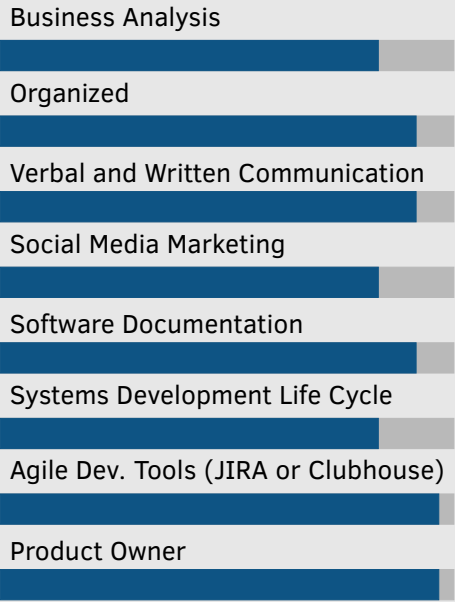 Business Analysis
Organized
Verbal and Written Communication
Social Media Marketing
Software Documentation
Systems Development Life Cycle
Agile Dev. Tools (JIRA or Clubhouse)
Product Owner